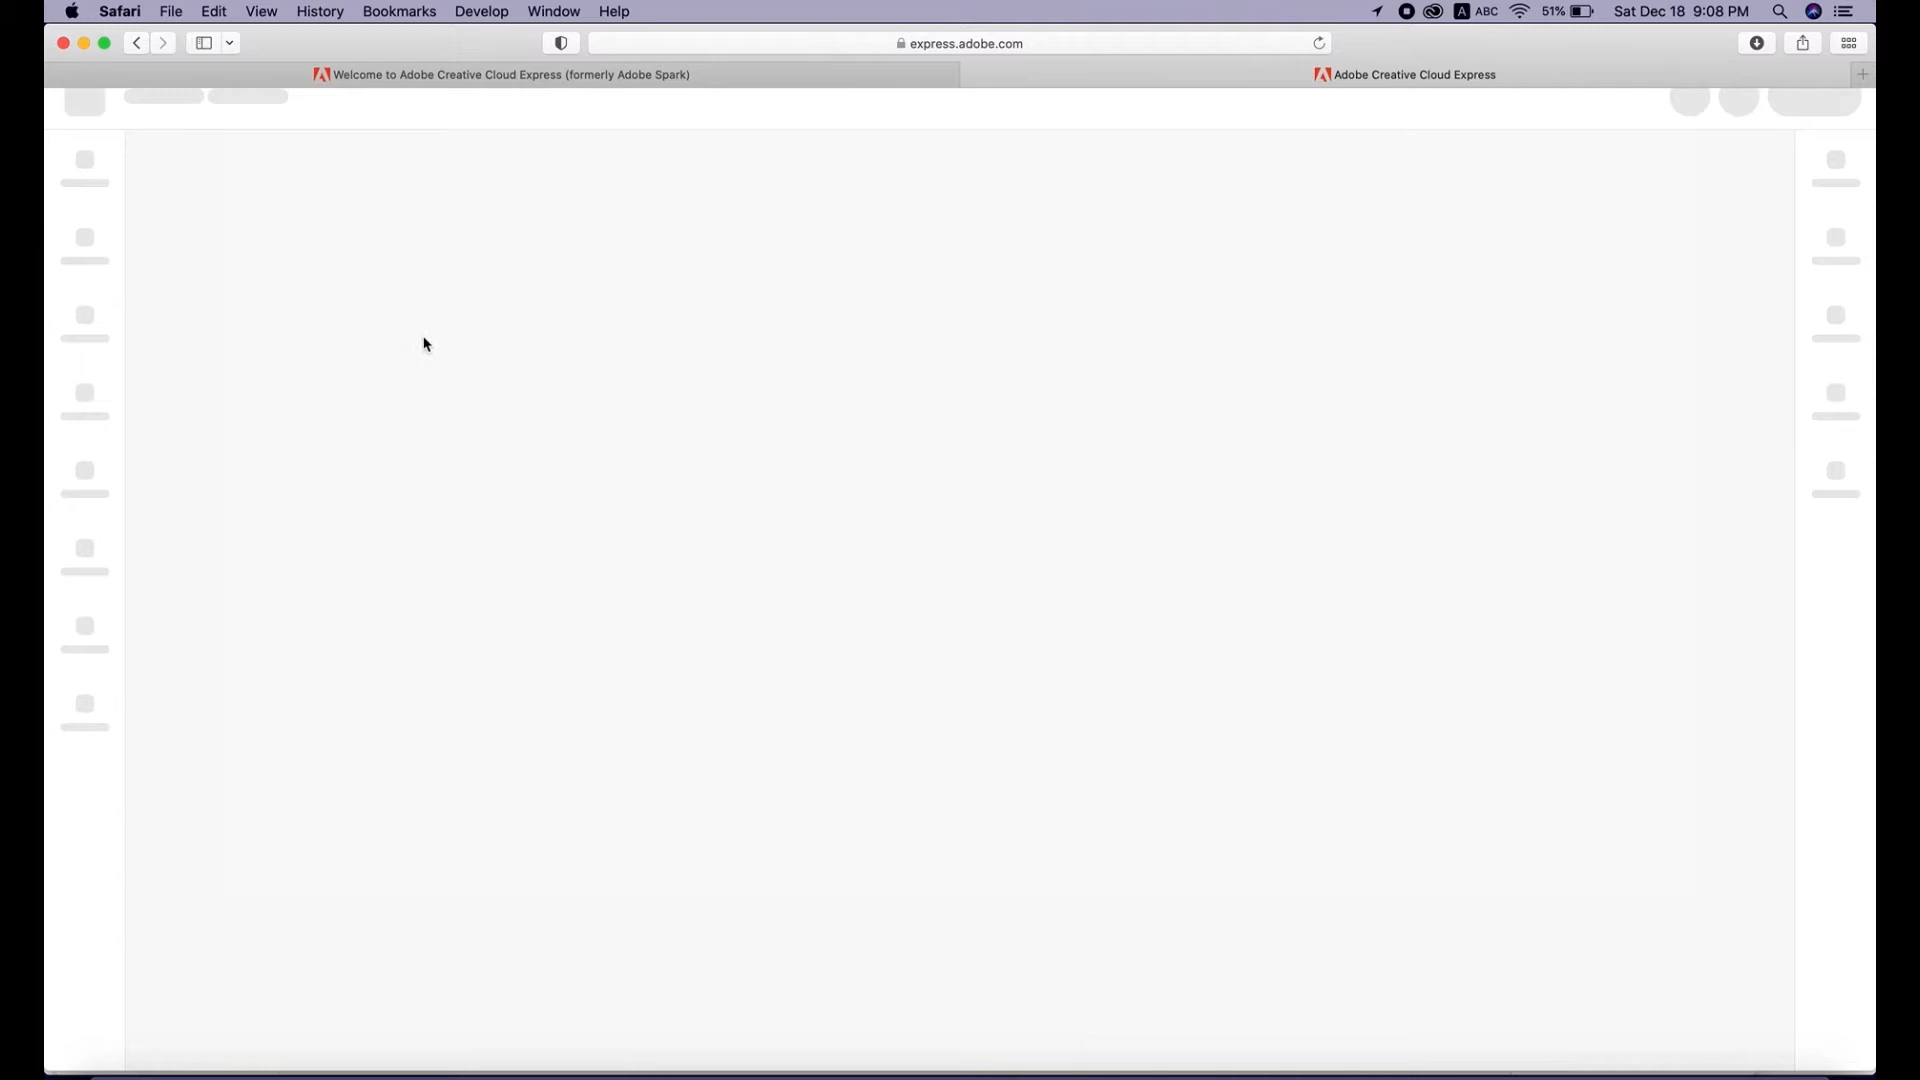 Safari File Edit View History Bookmarks Develop Window Help A ABC 51% Sat Dec 18 9:08 PM
express.adobe.com
Welcome to Adobe Creative Cloud Express (formerly Adobe Spark) Adobe Creative Cloud Express